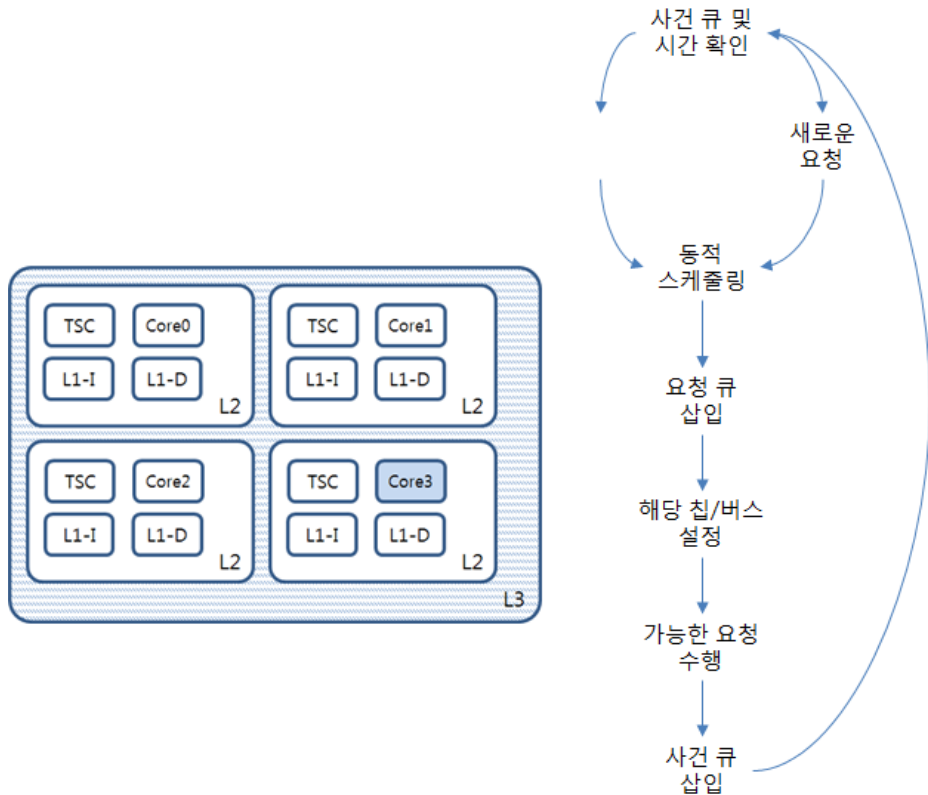 TSC
Core0
L1-I
L1-D
L2
TSC
Core1
L1-I
L1-D
L2
TSC
Core2
L1-I
L1-D
L2
TSC
Core3
L1-I
L1-D
L2
L3
사건 큐 및
시간 확인
새로운
요청
동적
스케줄링
요청 큐
삽입
해당 칩/버스
설정
가능한 요청
수행
사건 큐
삽입